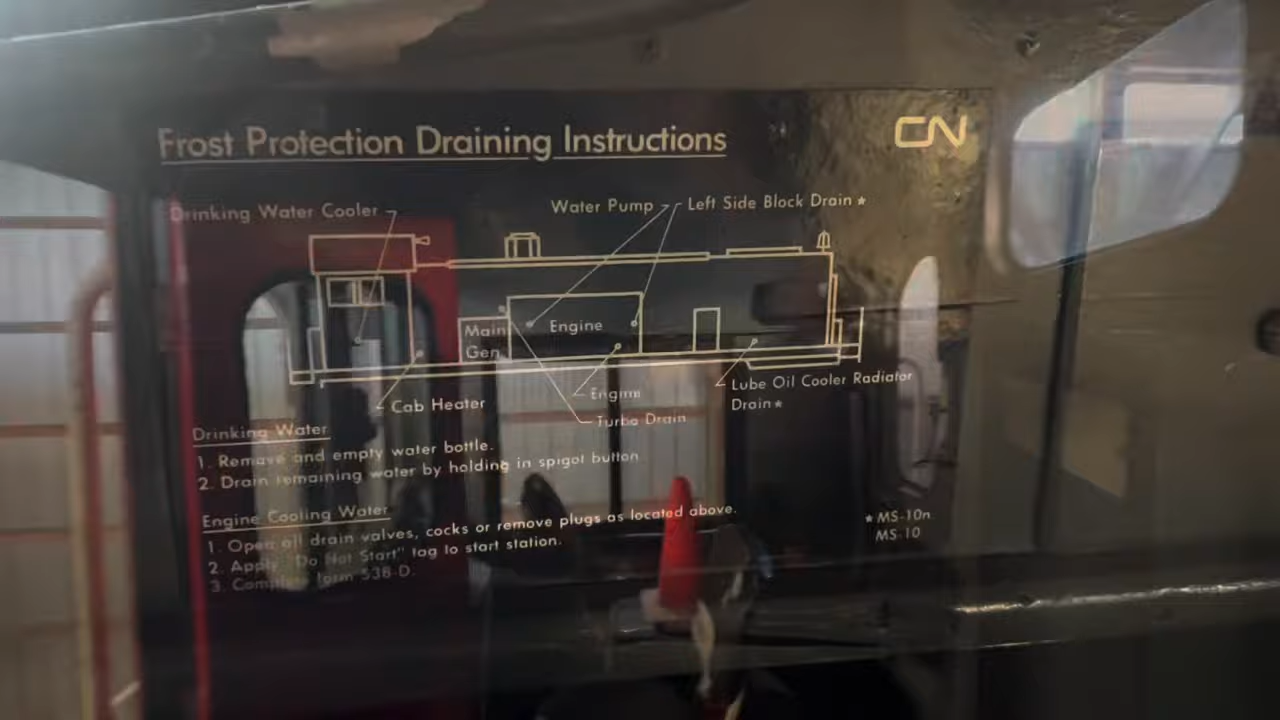 Frost Protection Draining Instructions
CN
Drinking Water Cooler
Water Pump
Left Side Block Drain *
Main
Gen
Engine
Engine
Turbo Drain
Cab Heater
Lube Oil Cooler Radiator
Drain *
Drinking Water
1. Remove and empty water bottle.
2. Drain remaining water by holding in spigot button
Engine Cooling Water
1. Open all drain valves, cocks or remove plugs as located above.
2. Apply "Do Not Start" tag to start station.
3. Complete form 538-D.
* MS-10n
MS-10